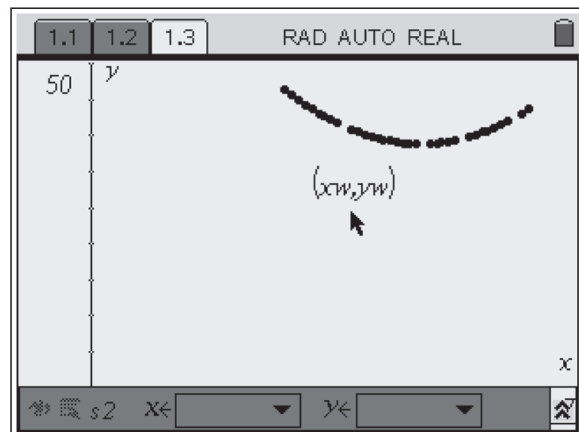 1.1 1.2 1.3 RAD AUTO REAL
50 y
(xw,yw)
x
s2 x← y←